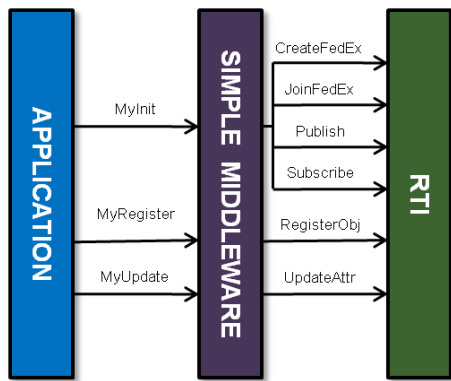 APPLICATION
MyInit
MyRegister
MyUpdate
SIMPLE MIDDLEWARE
CreateFedEx
JoinFedEx
Publish
Subscribe
RegisterObj
UpdateAttr
RTI